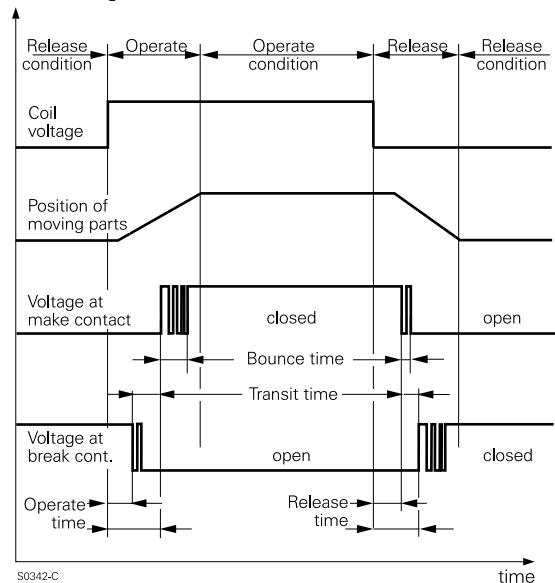 Release
condition
Operate
Operate
condition
Release
Release
condition
Coil
voltage
Position of
moving parts
Voltage at
make contact
closed
open
Bounce time
Transit time
Voltage at
break cont.
open
closed
Operate
time
Release
time
S0342-C
time